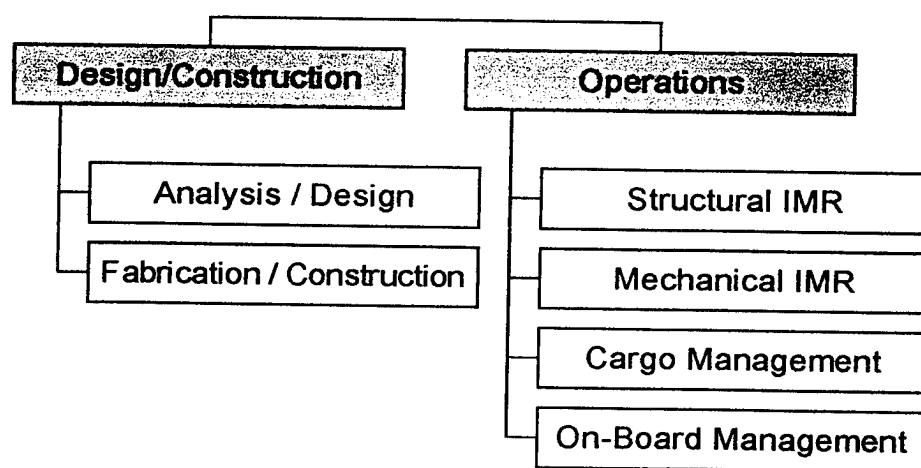 Design/Construction
Analysis / Design
Fabrication / Construction
Operations
Structural IMR
Mechanical IMR
Cargo Management
On-Board Management